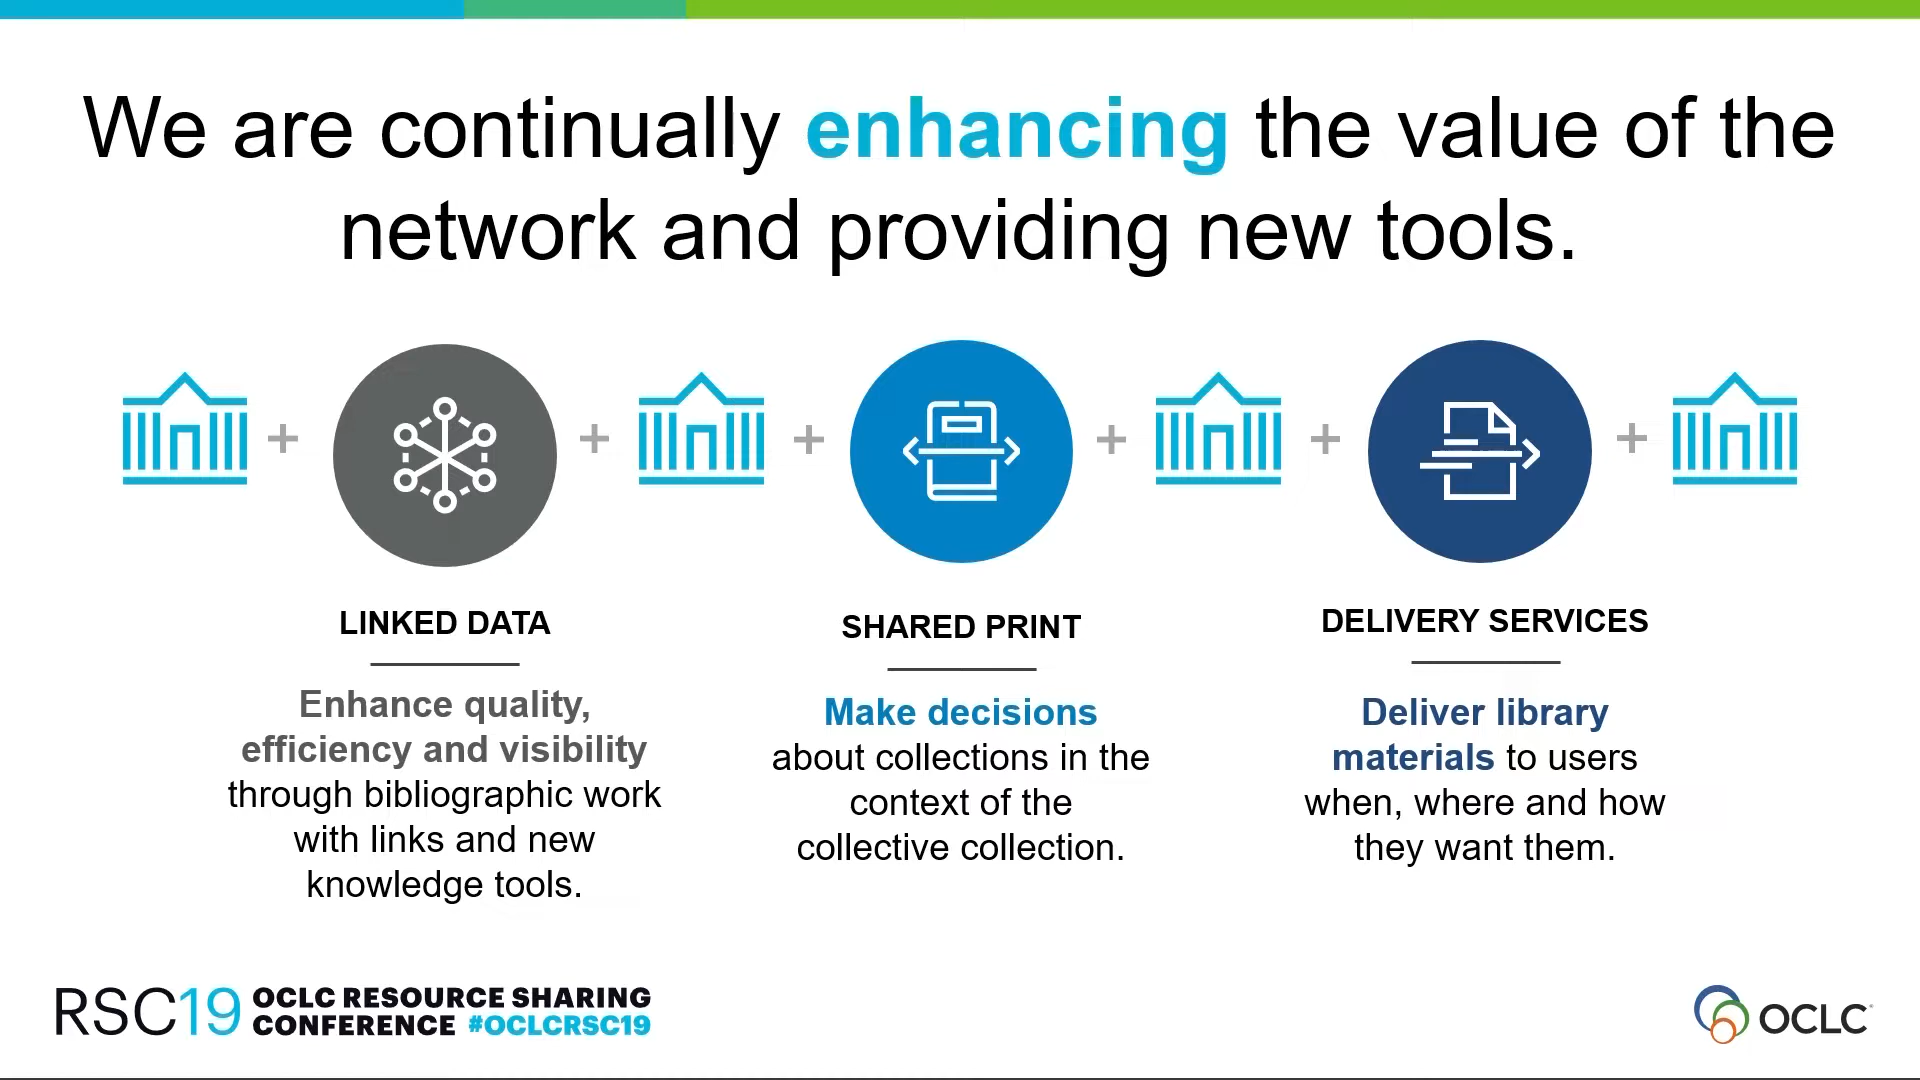 We are continually enhancing the value of the
network and providing new tools.
+ + + + + +
LINKED DATA
Enhance quality,
efficiency and visibility
through bibliographic work
with links and new
knowledge tools.
SHARED PRINT
Make decisions
about collections in the
context of the
collective collection.
DELIVERY SERVICES
Deliver library
materials to users
when, where and how
they want them.
RSC19 OCLC RESOURCE SHARING
CONFERENCE #OCLCRSC19
OCLC